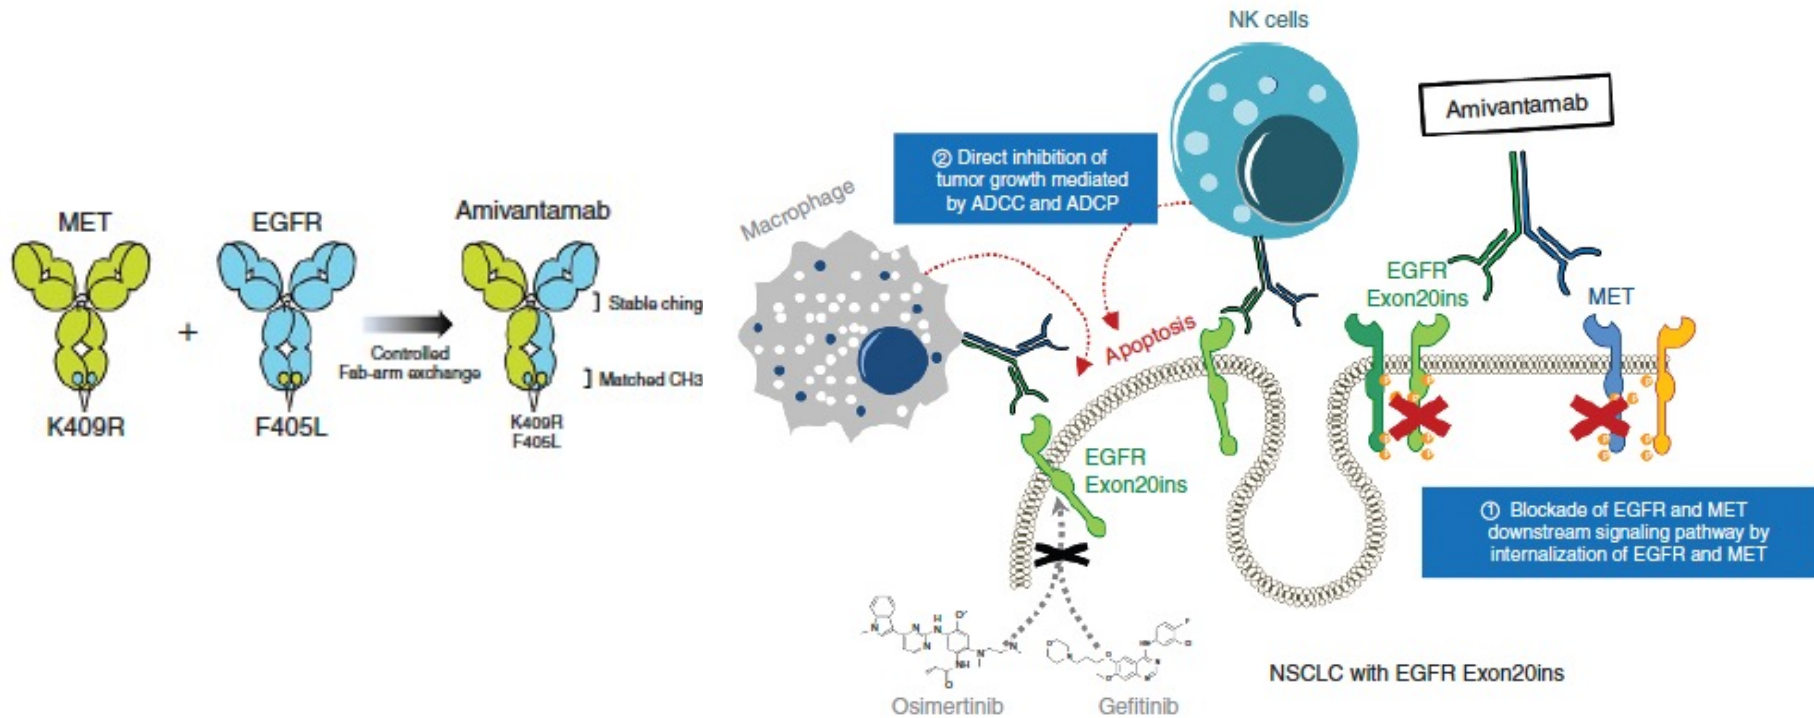 MET
EGFR
Amivantamab
+
Stable ching
Controlled
Fab-arm exchange
Matched CH3
K409R
F405L
K409R
F405L
NK cells
Amivantamab
② Direct inhibition of
tumor growth mediated
by ADCC and ADCP
Macrophage
Apoptosis
EGFR
Exon20ins
MET
EGFR
Exon20ins
① Blockade of EGFR and MET
downstream signaling pathway by
internalization of EGFR and MET
Osimertinib
Gefitinib
NSCLC with EGFR Exon20ins